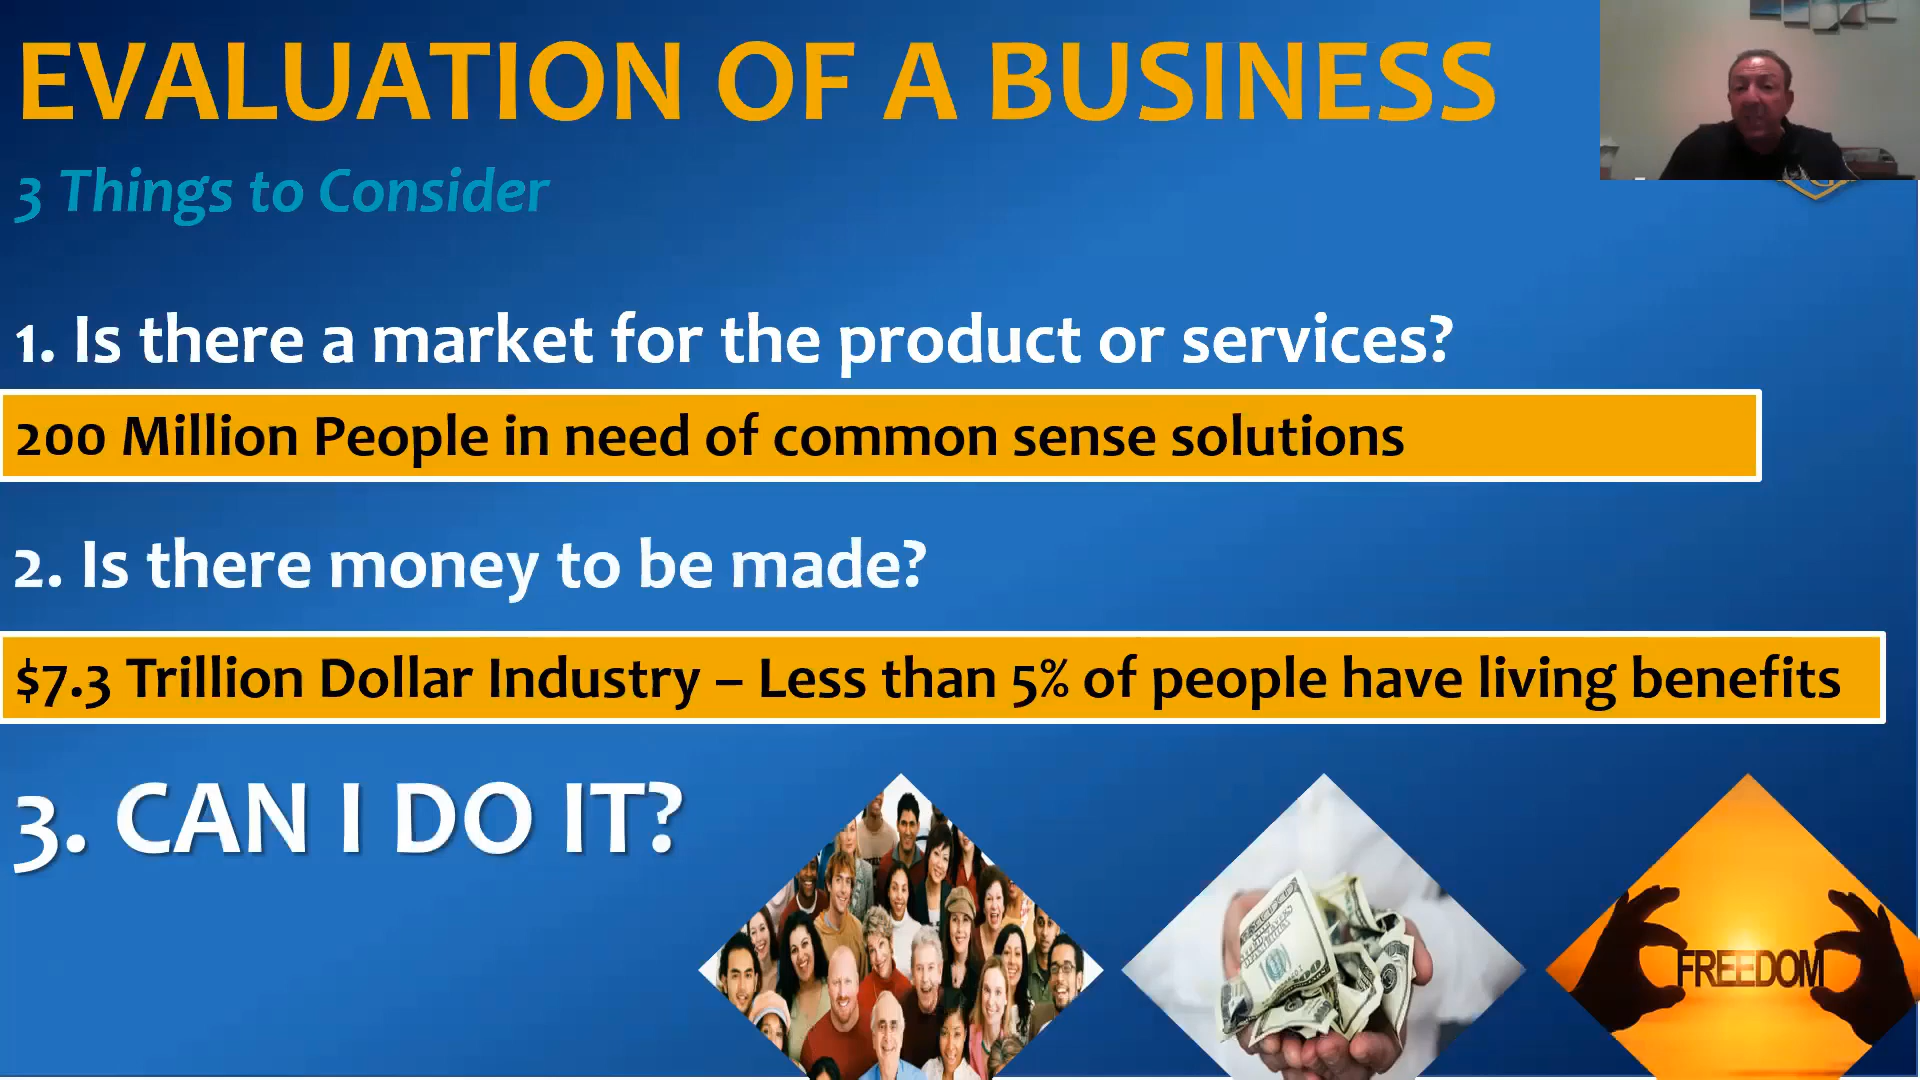 EVALUATION OF A BUSINESS
3 Things to Consider
1. Is there a market for the product or services?
200 Million People in need of common sense solutions
2. Is there money to be made?
$7.3 Trillion Dollar Industry – Less than 5% of people have living benefits
3. CAN I DO IT?
FREEDOM